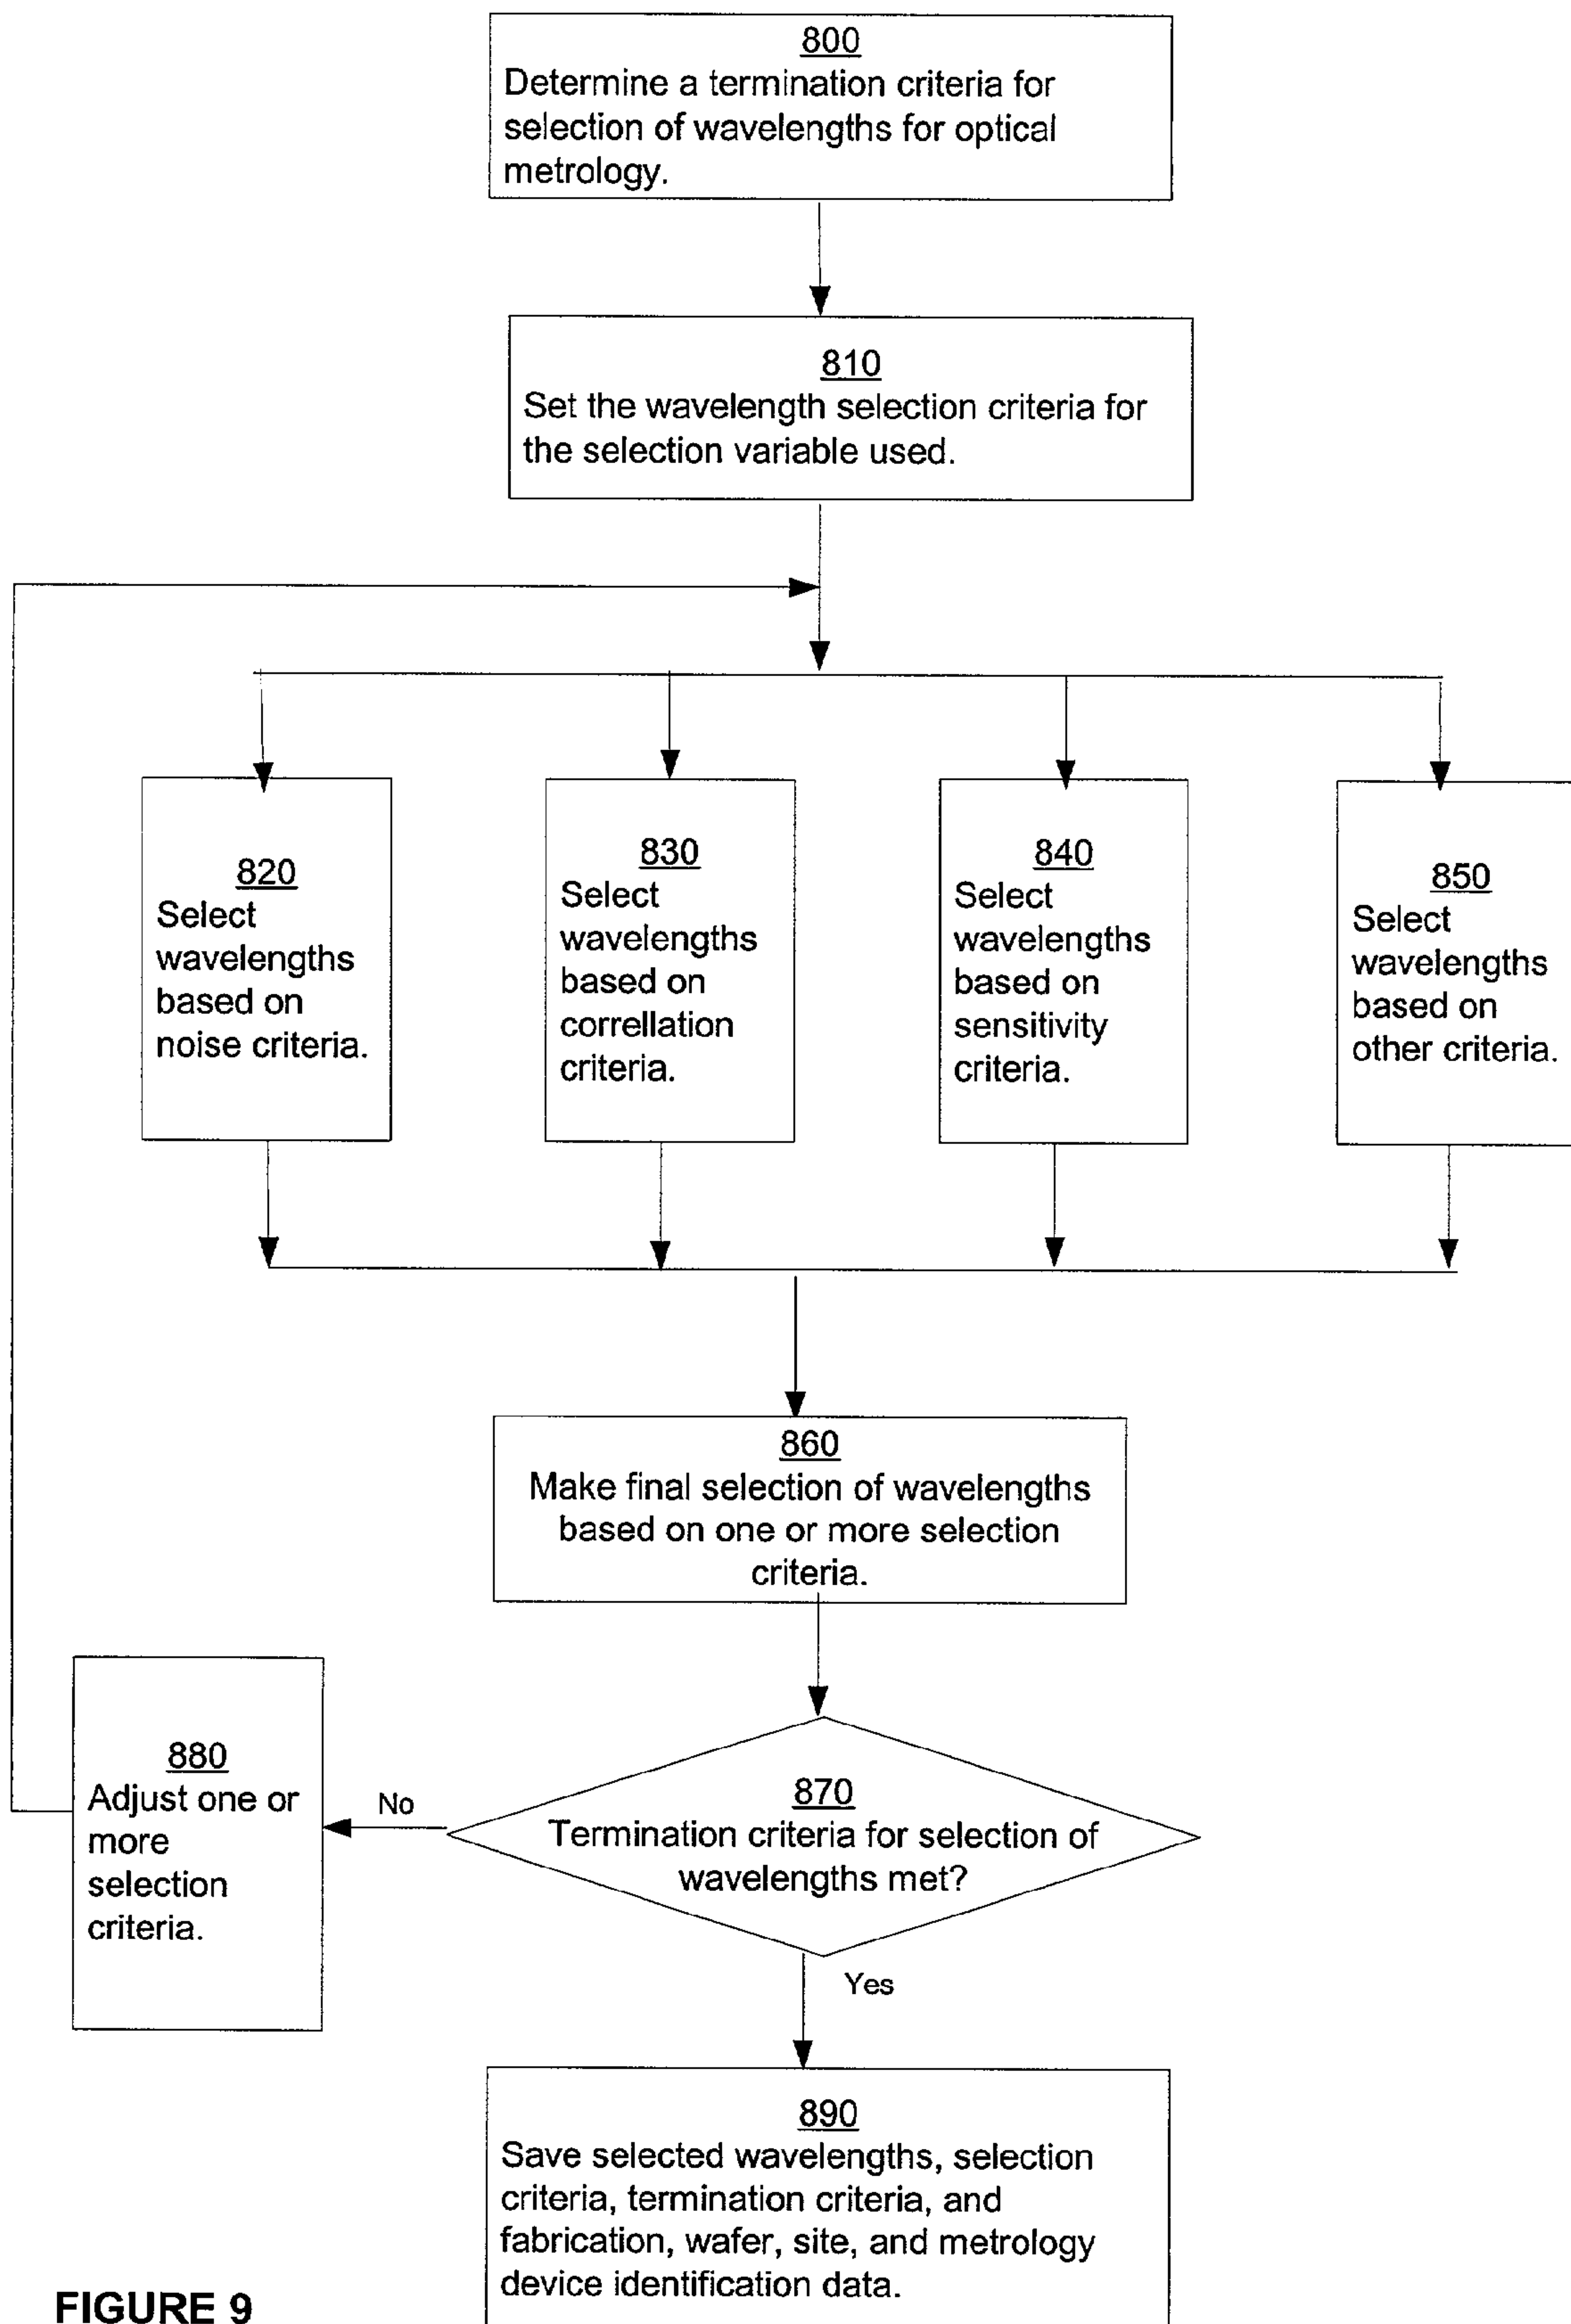 800
Determine a termination criteria for
selection of wavelengths for optical
metrology.
810
Set the wavelength selection criteria for
the selection variable used.
820
Select
wavelengths
based on
noise criteria.
830
Select
wavelengths
based on
correllation
criteria.
840
Select
wavelengths
based on
sensitivity
criteria.
850
Select
wavelengths
based on
other criteria.
860
Make final selection of wavelengths
based on one or more selection
criteria.
870
Termination criteria for selection of
wavelengths met?
No
880
Adjust one or
more
selection
criteria.
Yes
890
Save selected wavelengths, selection
criteria, termination criteria, and
fabrication, wafer, site, and metrology
device identification data.
FIGURE 9